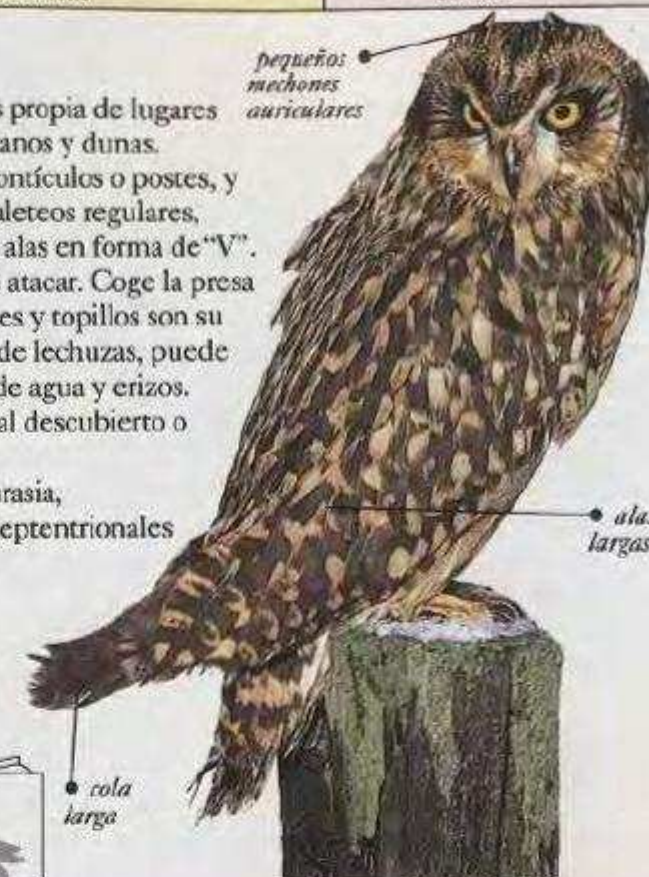 pequeños
mechones
auriculares
s propia de lugares
anos y dunas.
ontículos o postes, y
aleteos regulares,
alas en forma de "V".
atacar. Coge la presa
es y topillos son su
de lechuzas, puede
de agua y erizos.
al descubierto o
rasia,
eptentrionales
alas
largas
cola
larga